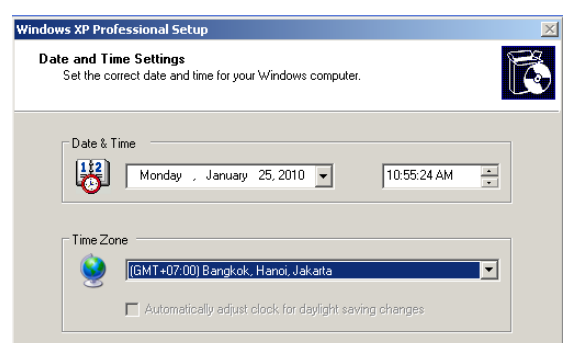 Windows XP Professional Setup
Date and Time Settings
Set the correct date and time for your Windows computer.
Date & Time
1 2
Monday , January 25, 2010
10:55:24 AM
Time Zone
(GMT+07:00) Bangkok, Hanoi, Jakarta
Automatically adjust clock for daylight saving changes